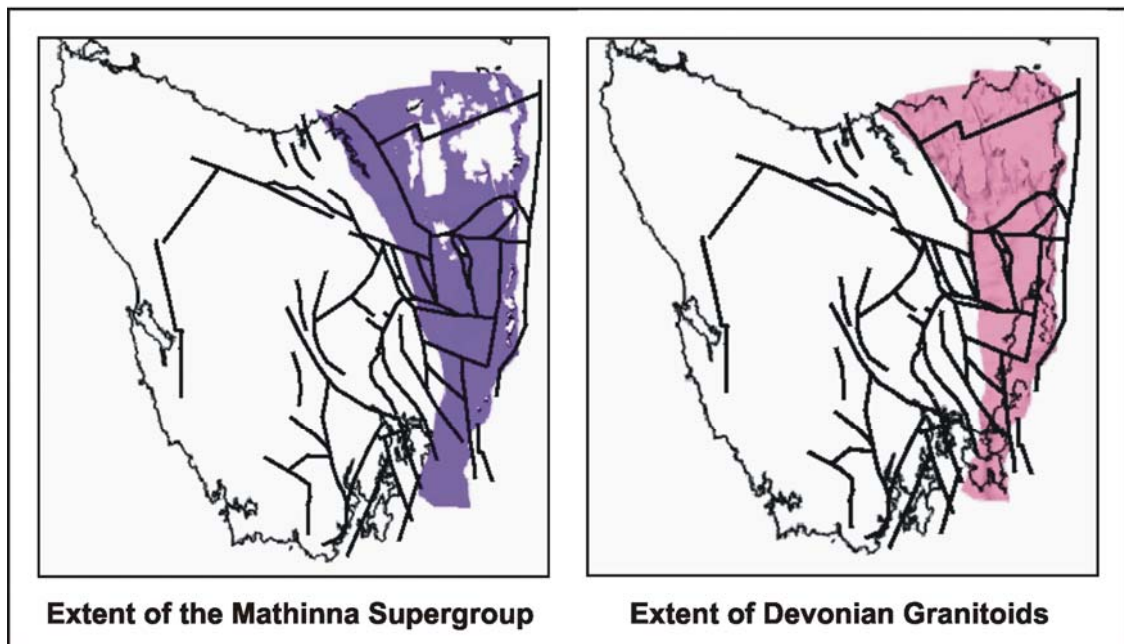 Extent of the Mathinna Supergroup
Extent of Devonian Granitoids